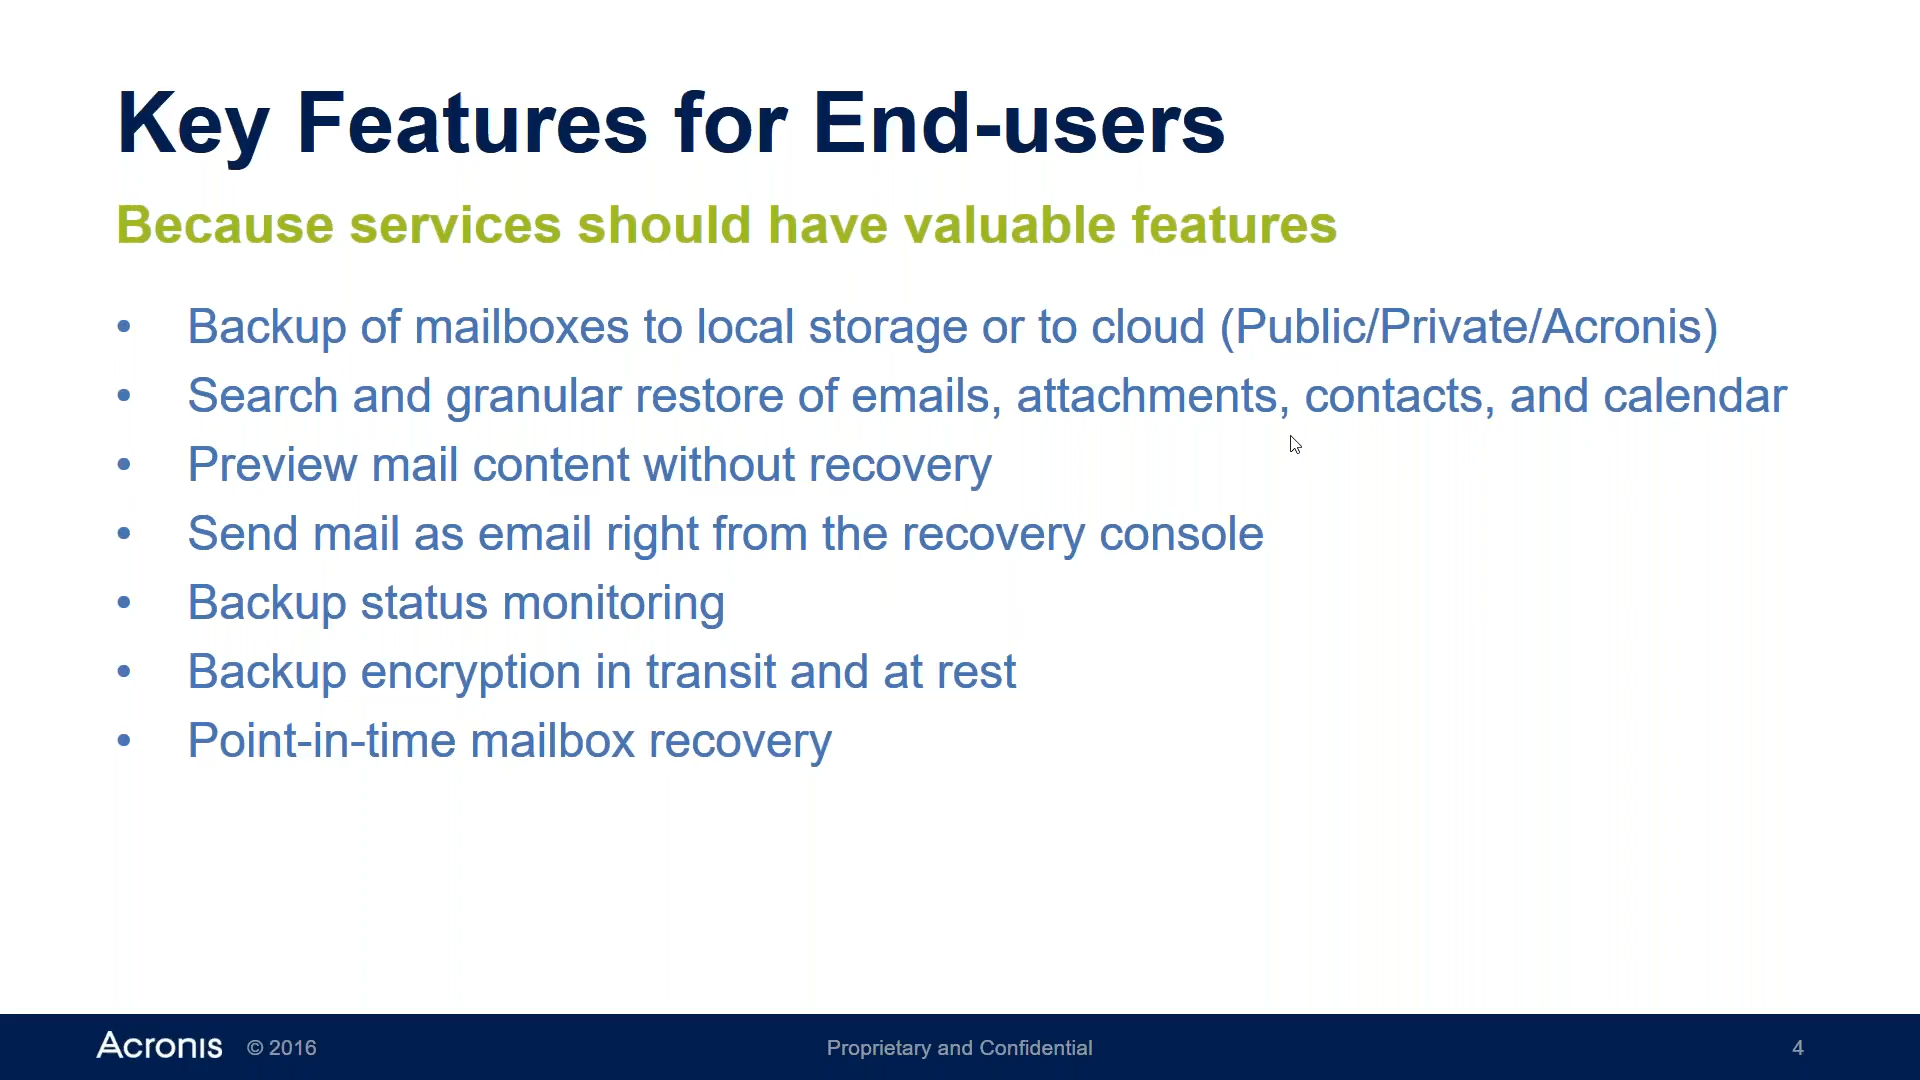 Key Features for End-users
Because services should have valuable features
• Backup of mailboxes to local storage or to cloud (Public/Private/Acronis)
• Search and granular restore of emails, attachments, contacts, and calendar
• Preview mail content without recovery
• Send mail as email right from the recovery console
• Backup status monitoring
• Backup encryption in transit and at rest
• Point-in-time mailbox recovery
Acronis © 2016 Proprietary and Confidential 4